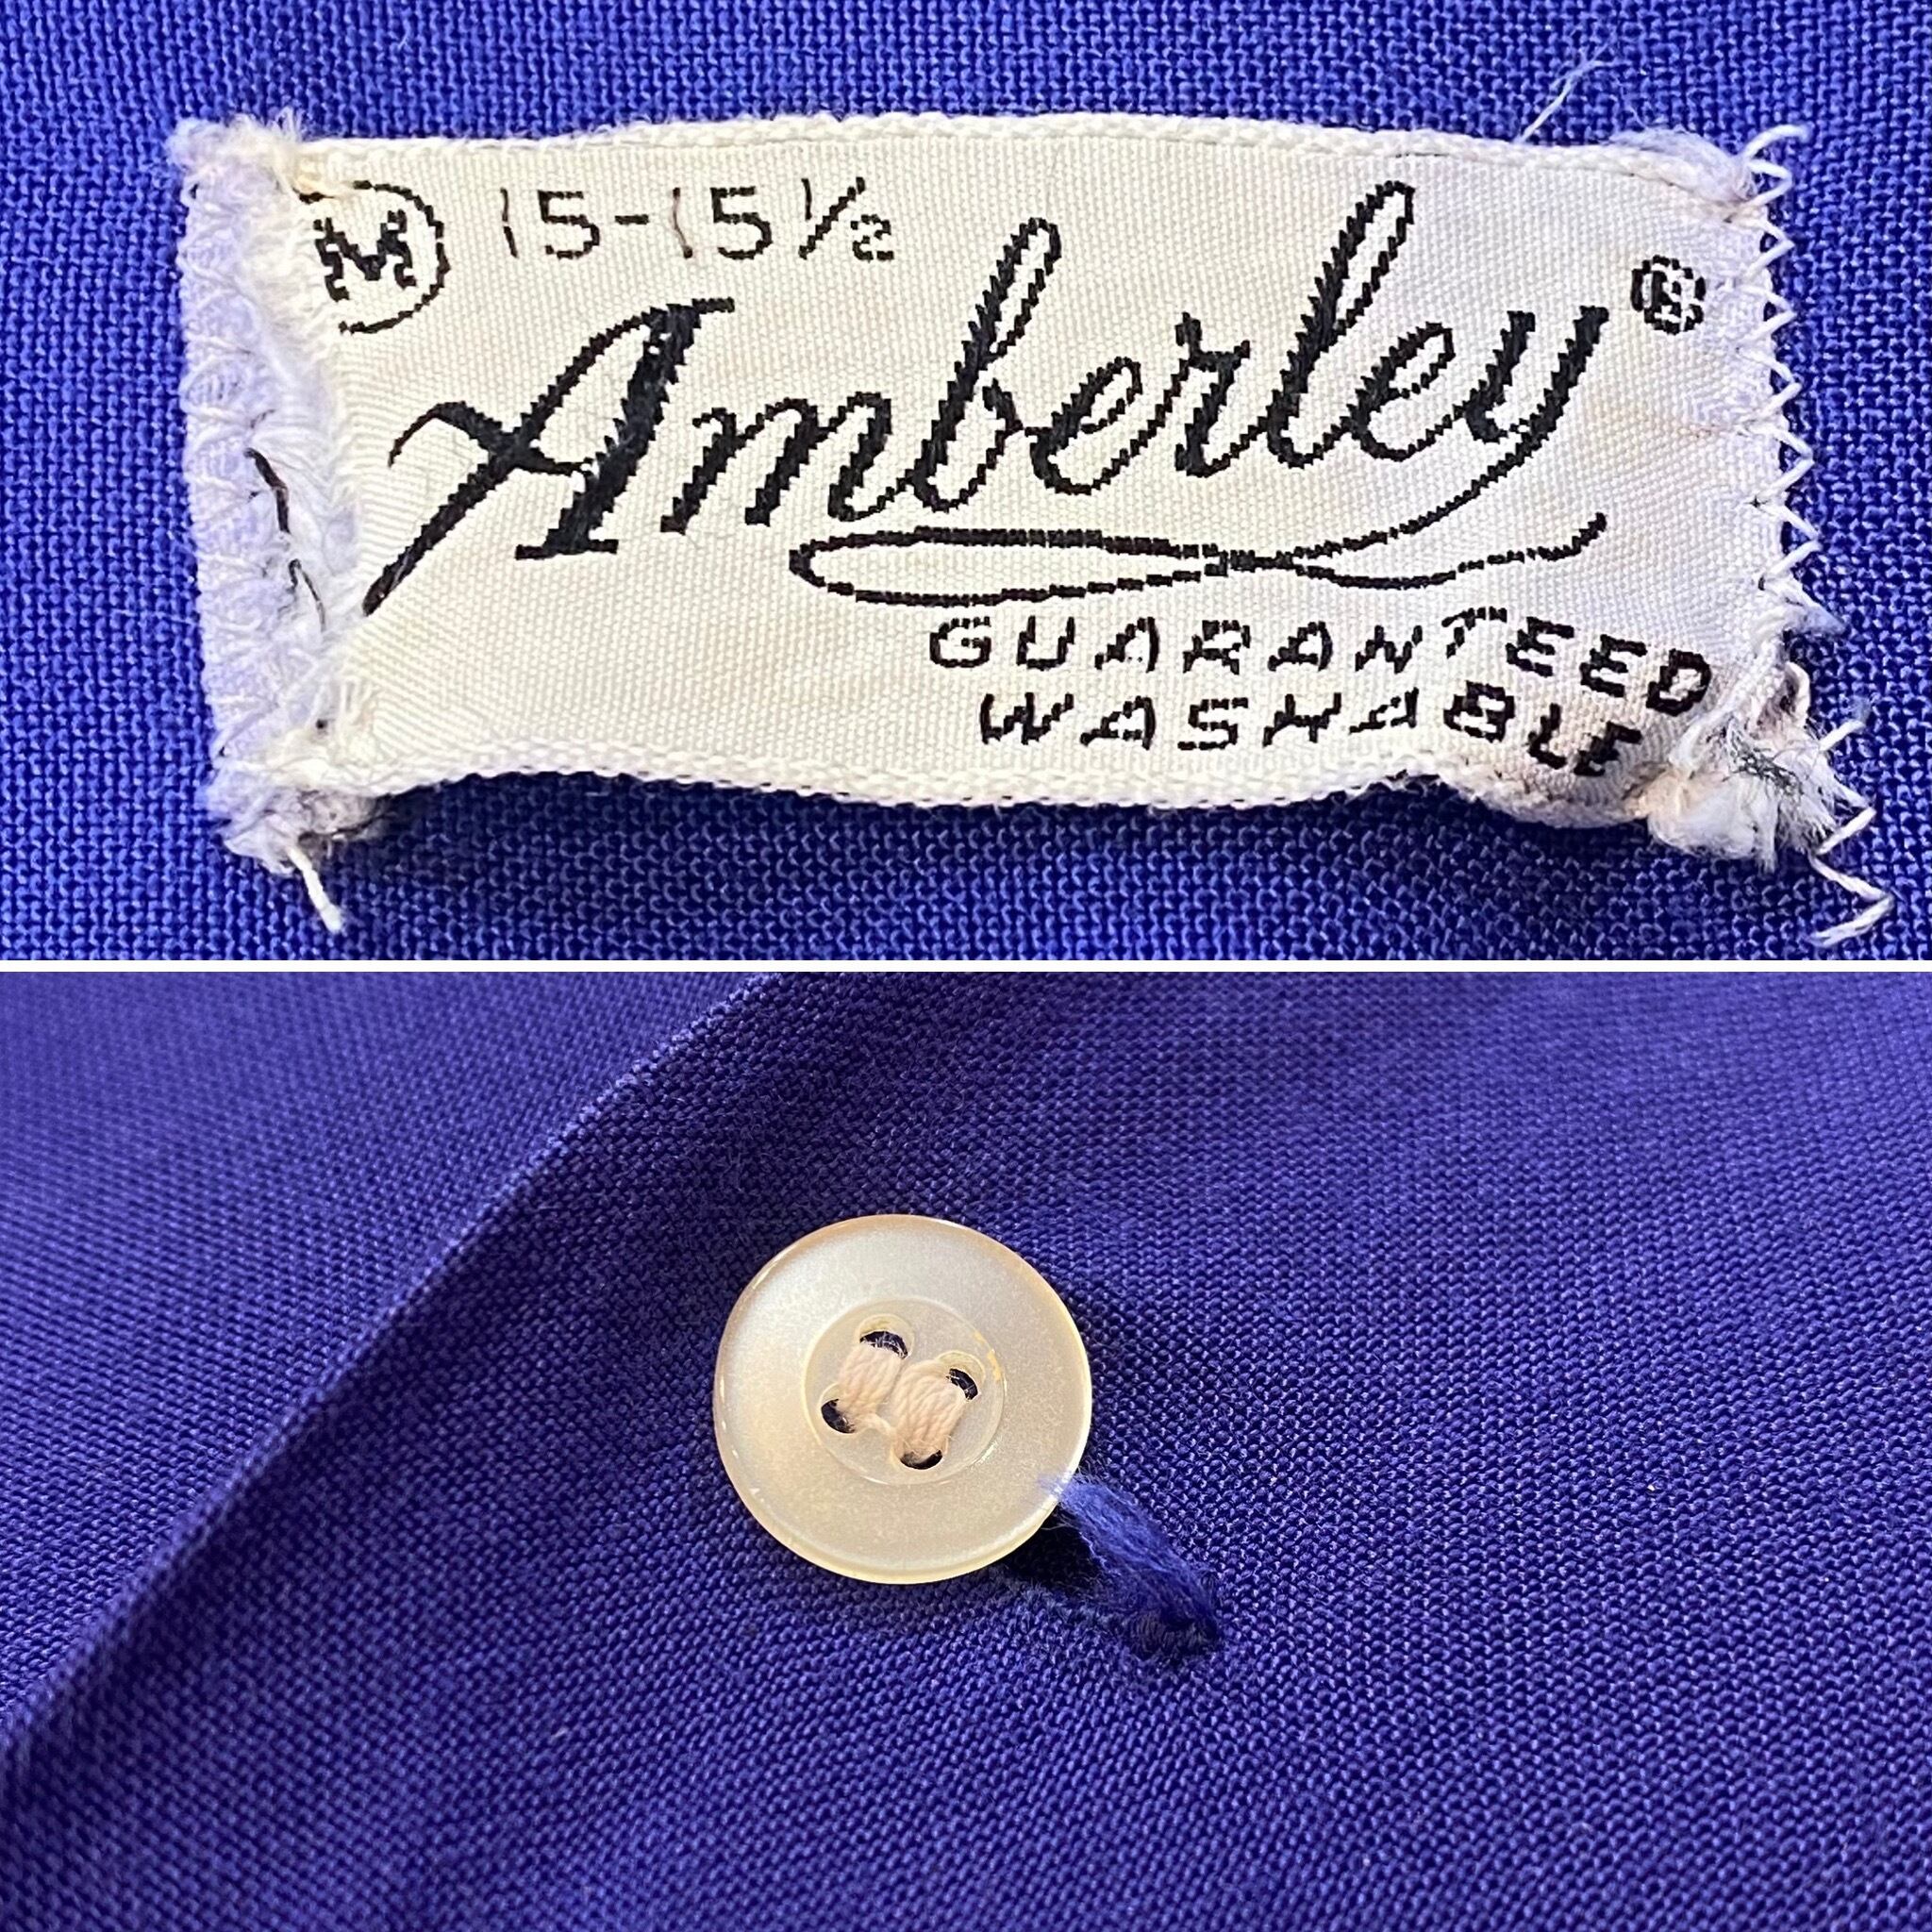 M 15-15½
Amberley®
GUARANTEED
WASHABLE